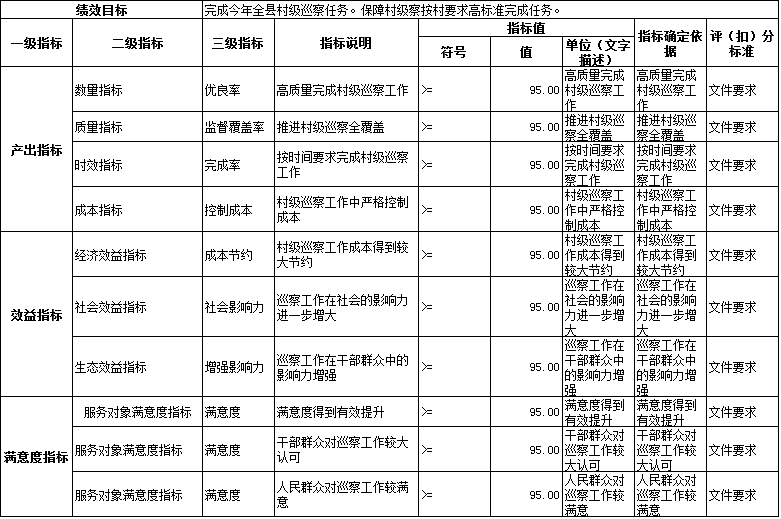 绩效目标 完成今年全县村级巡察任务。保障村级察按村要求高标准完成任务。
一级指标 二级指标 三级指标 指标说明 指标值 指标确定依据 评（扣）分标准
符号 值 单位（文字描述）
产出指标
数量指标 优良率 高质量完成村级巡察工作 >= 95.00 高质量完成村级巡察工作 高质量完成村级巡察工作 文件要求
质量指标 监督覆盖率 推进村级巡察全覆盖 >= 95.00 推进村级巡察全覆盖 推进村级巡察全覆盖 文件要求
时效指标 完成率 按时间要求完成村级巡察工作 >= 95.00 按时间要求完成村级巡察工作 按时间要求完成村级巡察工作 文件要求
成本指标 控制成本 村级巡察工作中严格控制成本 >= 95.00 村级巡察工作中严格控制成本 村级巡察工作中严格控制成本 文件要求
效益指标
经济效益指标 成本节约 村级巡察工作成本得到较大节约 >= 95.00 村级巡察工作成本得到较大节约 村级巡察工作成本得到较大节约 文件要求
社会效益指标 社会影响力 巡察工作在社会的影响力进一步增大 >= 95.00 巡察工作在社会的影响力进一步增大 巡察工作在社会的影响力进一步增大 文件要求
生态效益指标 增强影响力 巡察工作在干部群众中的影响力增强 >= 95.00 巡察工作在干部群众中的影响力增强 巡察工作在干部群众中的影响力增强 文件要求
满意度指标
服务对象满意度指标 满意度 满意度得到有效提升 >= 95.00 满意度得到有效提升 满意度得到有效提升 文件要求
服务对象满意度指标 满意度 干部群众对巡察工作较大认可 >= 95.00 干部群众对巡察工作较大认可 干部群众对巡察工作较大认可 文件要求
服务对象满意度指标 满意度 人民群众对巡察工作较满意 >= 95.00 人民群众对巡察工作较满意 人民群众对巡察工作较满意 文件要求